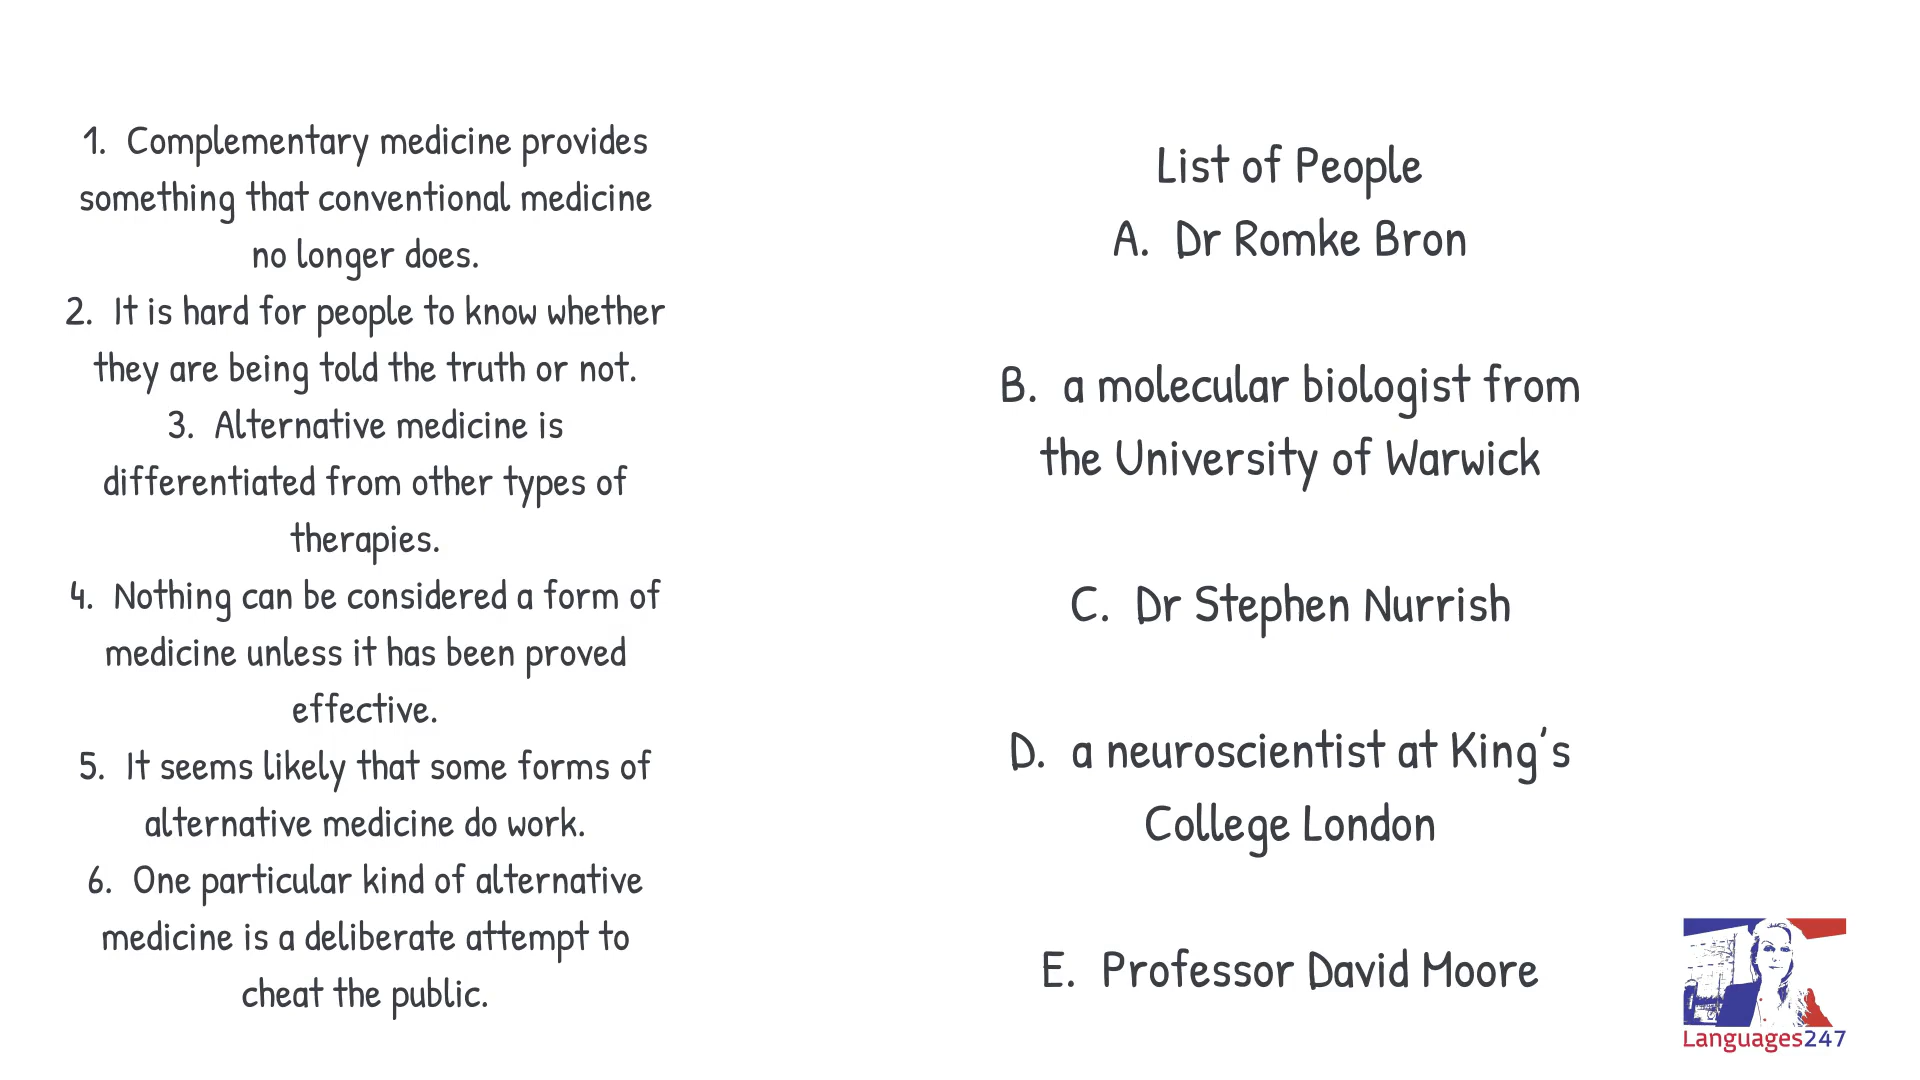 1. Complementary medicine provides
something that conventional medicine
no longer does.
2. It is hard for people to know whether
they are being told the truth or not.
3. Alternative medicine is
differentiated from other types of
therapies.
4. Nothing can be considered a form of
medicine unless it has been proved
effective.
5. It seems likely that some forms of
alternative medicine do work.
6. One particular kind of alternative
medicine is a deliberate attempt to
cheat the public.
List of People
A. Dr Romke Bron
B. a molecular biologist from
the University of Warwick
C. Dr Stephen Nurrish
D. a neuroscientist at King's
College London
E. Professor David Moore
Languages247